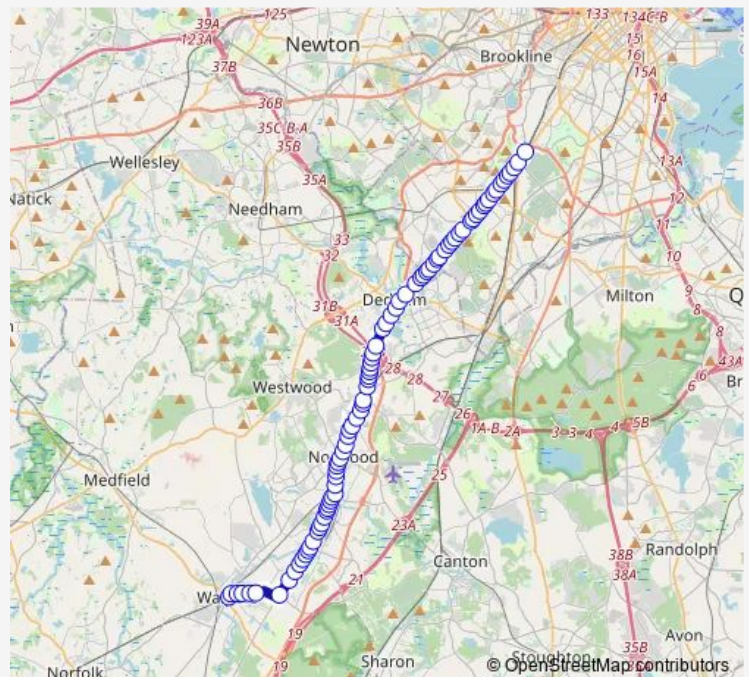 39A
125
133
134C-B
123A
Newton
15
37B
Brookline
16
15A
36B
14
35C-B-A
35B
Wellesley
13A
35A
Natick
Needham
12
33
11
32
10
31B
Milton
9
31A
8
8
28
28
43A
Westwood
27
6
6
26
1A-B
2A
3
3
4
4
5B
25
Medfield
23A
Canton
38B
Randolph
21
38A
19
Avon
35B
Sharon
Stoughton
19
Norfolk
© OpenStreetMap contributors